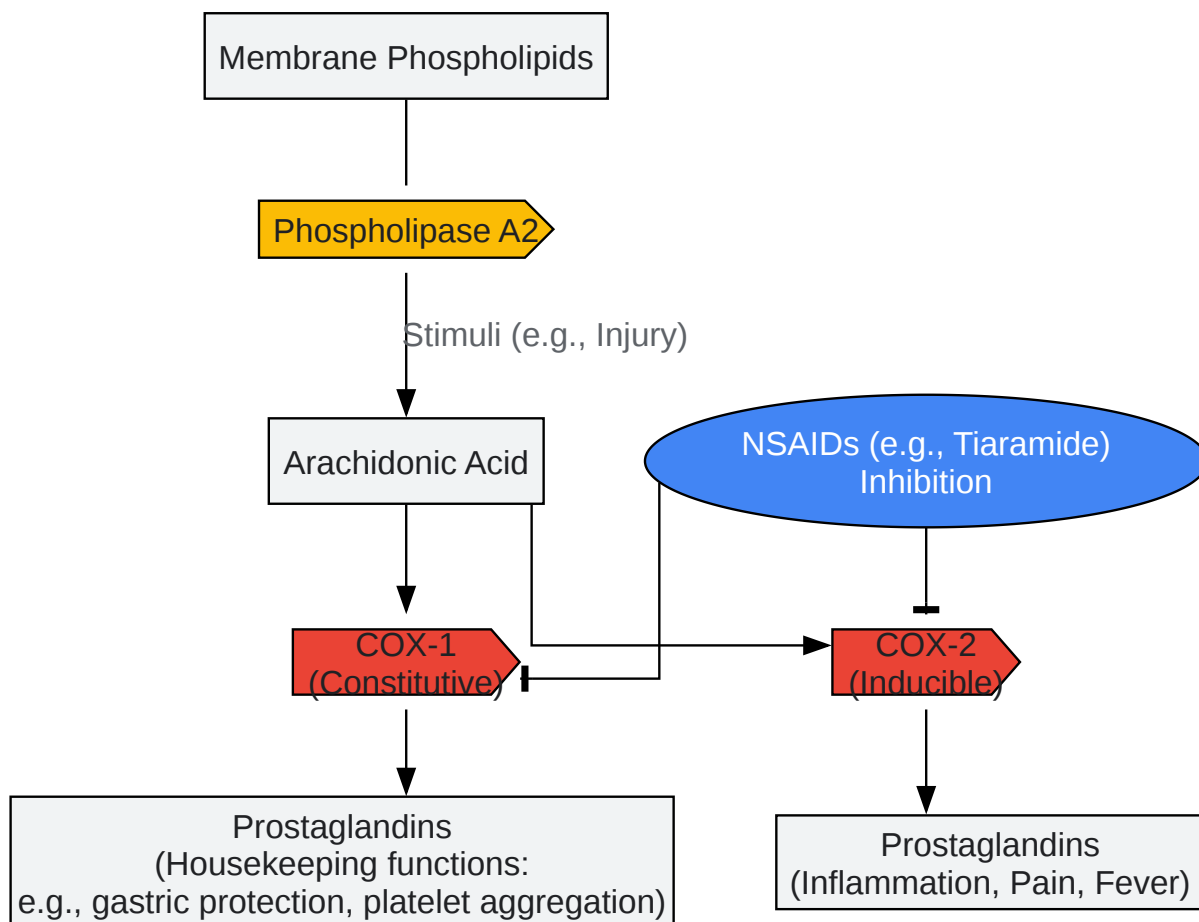 Membrane Phospholipids
Phospholipase A2
Stimuli (e.g., Injury)
Arachidonic Acid
NSAIDs (e.g., Tiaramide)
Inhibition
COX-1
(Constitutive)
COX-2
(Inducible)
Prostaglandins
(Housekeeping functions:
e.g., gastric protection, platelet aggregation)
Prostaglandins
(Inflammation, Pain, Fever)